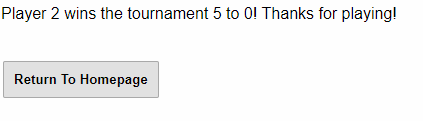 Player 2 wins the tournament 5 to 0! Thanks for playing!
Return To Homepage